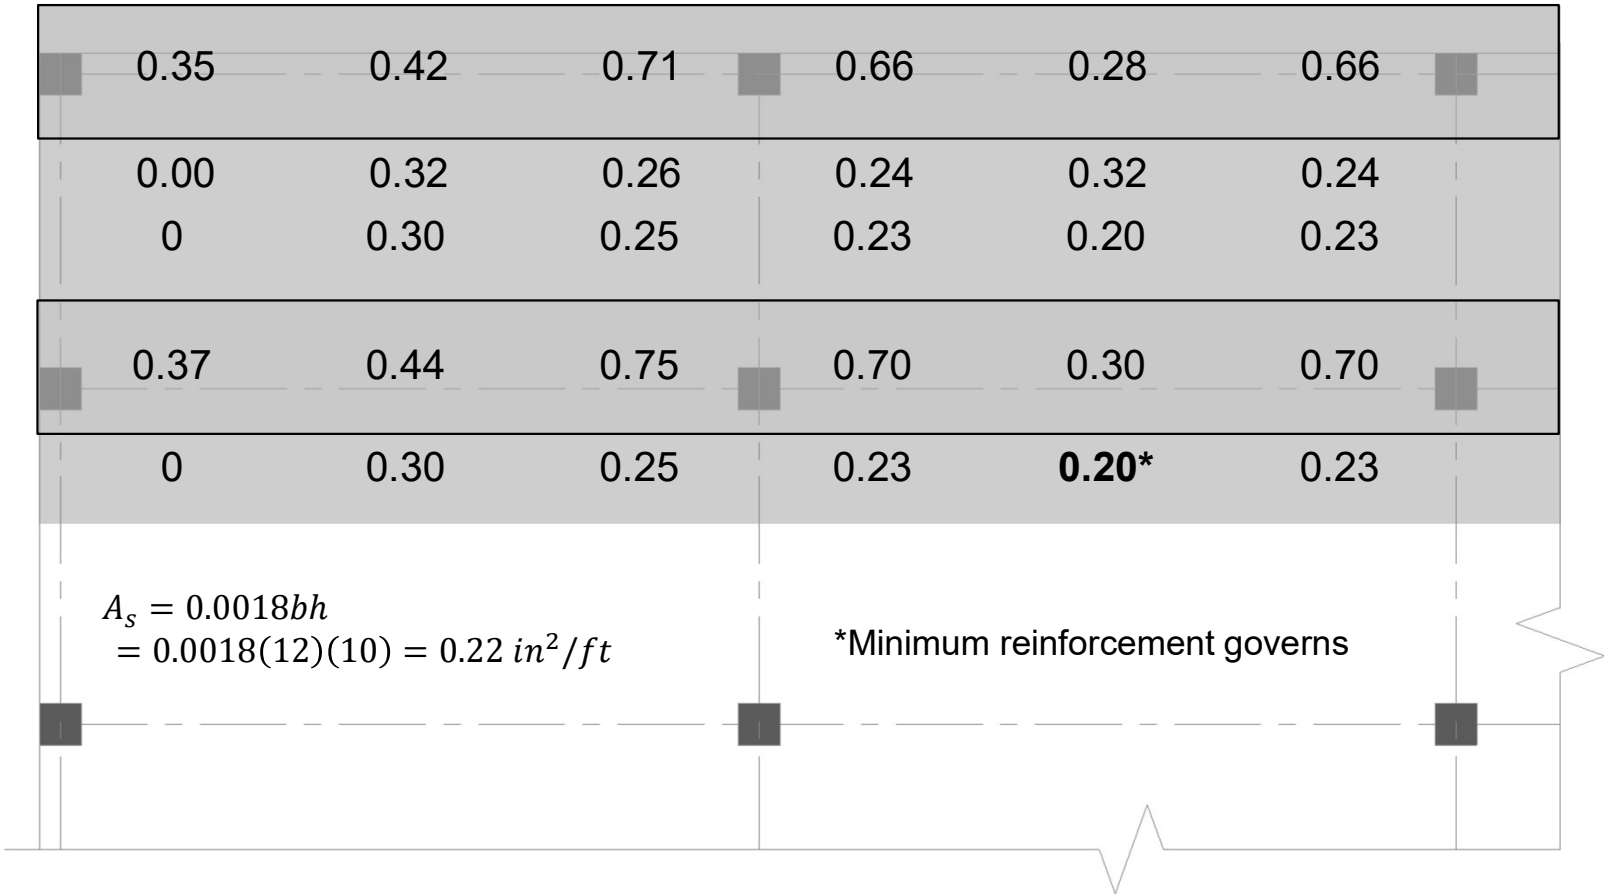 0.35 0.42 0.71 0.66 0.28 0.66
0.00 0.32 0.26 0.24 0.32 0.24
0 0.30 0.25 0.23 0.20 0.23
0.37 0.44 0.75 0.70 0.30 0.70
0 0.30 0.25 0.23 0.20* 0.23
A_s = 0.0018bh
= 0.0018(12)(10) = 0.22 in²/ft
*Minimum reinforcement governs